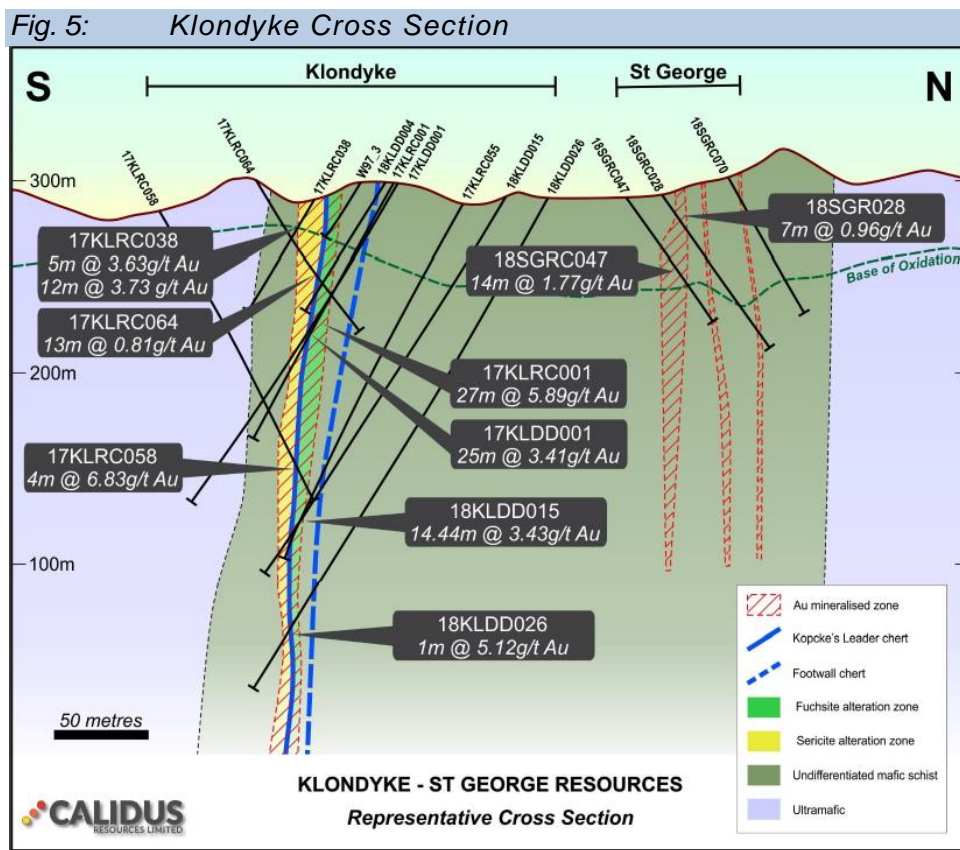 Fig. 5: Klondyke Cross Section
S
Klondyke
St George
N
17KLRC058
17KLRC064
17KLRC038
W97_3
18KLDD004
17KLRC001
17KLDD001
17KLRC055
18KLDD015
18KLDD026
18SGRC047
18SGRC028
18SGRC070
300m
200m
100m
17KLRC038
5m @ 3.63g/t Au
12m @ 3.73 g/t Au
17KLRC064
13m @ 0.81g/t Au
17KLRC058
4m @ 6.83g/t Au
17KLRC001
27m @ 5.89g/t Au
17KLDD001
25m @ 3.41g/t Au
18KLDD015
14.44m @ 3.43g/t Au
18KLDD026
1m @ 5.12g/t Au
18SGRC047
14m @ 1.77g/t Au
18SGR028
7m @ 0.96g/t Au
Base of Oxidation
Au mineralised zone
Kopcke's Leader chert
Footwall chert
Fuchsite alteration zone
Sericite alteration zone
Undifferentiated mafic schist
Ultramafic
50 metres
CALIDUS
RESOURCES LIMITED
KLONDYKE - ST GEORGE RESOURCES
Representative Cross Section